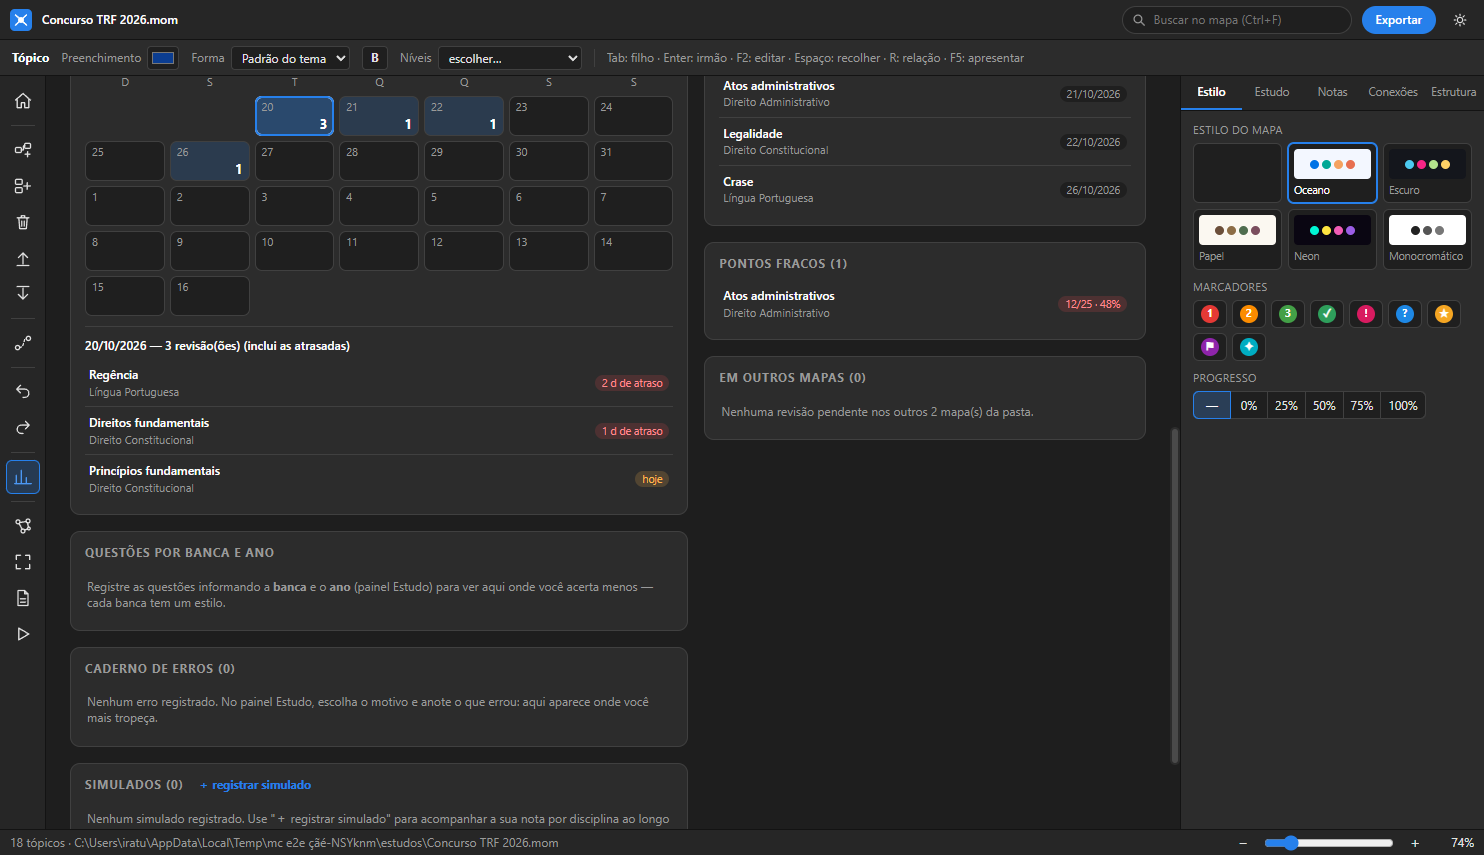 Concurso TRF 2026.mom
Buscar no mapa (Ctrl+F)
Exportar
Tópico
Preenchimento
Forma
Padrão do tema
B
Níveis
escolher...
Tab: filho · Enter: irmão · F2: editar · Espaço: recolher · R: relação · F5: apresentar
D S T Q Q S S
20 3
21 1
22 1
23
24
25
26 1
27
28
29
30
31
1
2
3
4
5
6
7
8
9
10
11
12
13
14
15
16
20/10/2026 — 3 revisão(ões) (inclui as atrasadas)
Regência
Língua Portuguesa
2 d de atraso
Direitos fundamentais
Direito Constitucional
1 d de atraso
Princípios fundamentais
Direito Constitucional
hoje
QUESTÕES POR BANCA E ANO
Registre as questões informando a banca e o ano (painel Estudo) para ver aqui onde você acerta menos —
cada banca tem um estilo.
CADERNO DE ERROS (0)
Nenhum erro registrado. No painel Estudo, escolha o motivo e anote o que errou: aqui aparece onde você
mais tropeça.
SIMULADOS (0)
+ registrar simulado
Nenhum simulado registrado. Use "+ registrar simulado" para acompanhar a sua nota por disciplina ao longo
Atos administrativos
Direito Administrativo
21/10/2026
Legalidade
Direito Constitucional
22/10/2026
Crase
Língua Portuguesa
26/10/2026
PONTOS FRACOS (1)
Atos administrativos
Direito Administrativo
12/25 · 48%
EM OUTROS MAPAS (0)
Nenhuma revisão pendente nos outros 2 mapa(s) da pasta.
Estilo
Estudo
Notas
Conexões
Estrutura
ESTILO DO MAPA
Oceano
Escuro
Papel
Neon
Monocromático
MARCADORES
1
2
3
!
?
PROGRESSO
—
0%
25%
50%
75%
100%
18 tópicos · C:\Users\iratu\AppData\Local\Temp\mc e2e çãé-NSYknm\estudos\Concurso TRF 2026.mom
−
+
74%